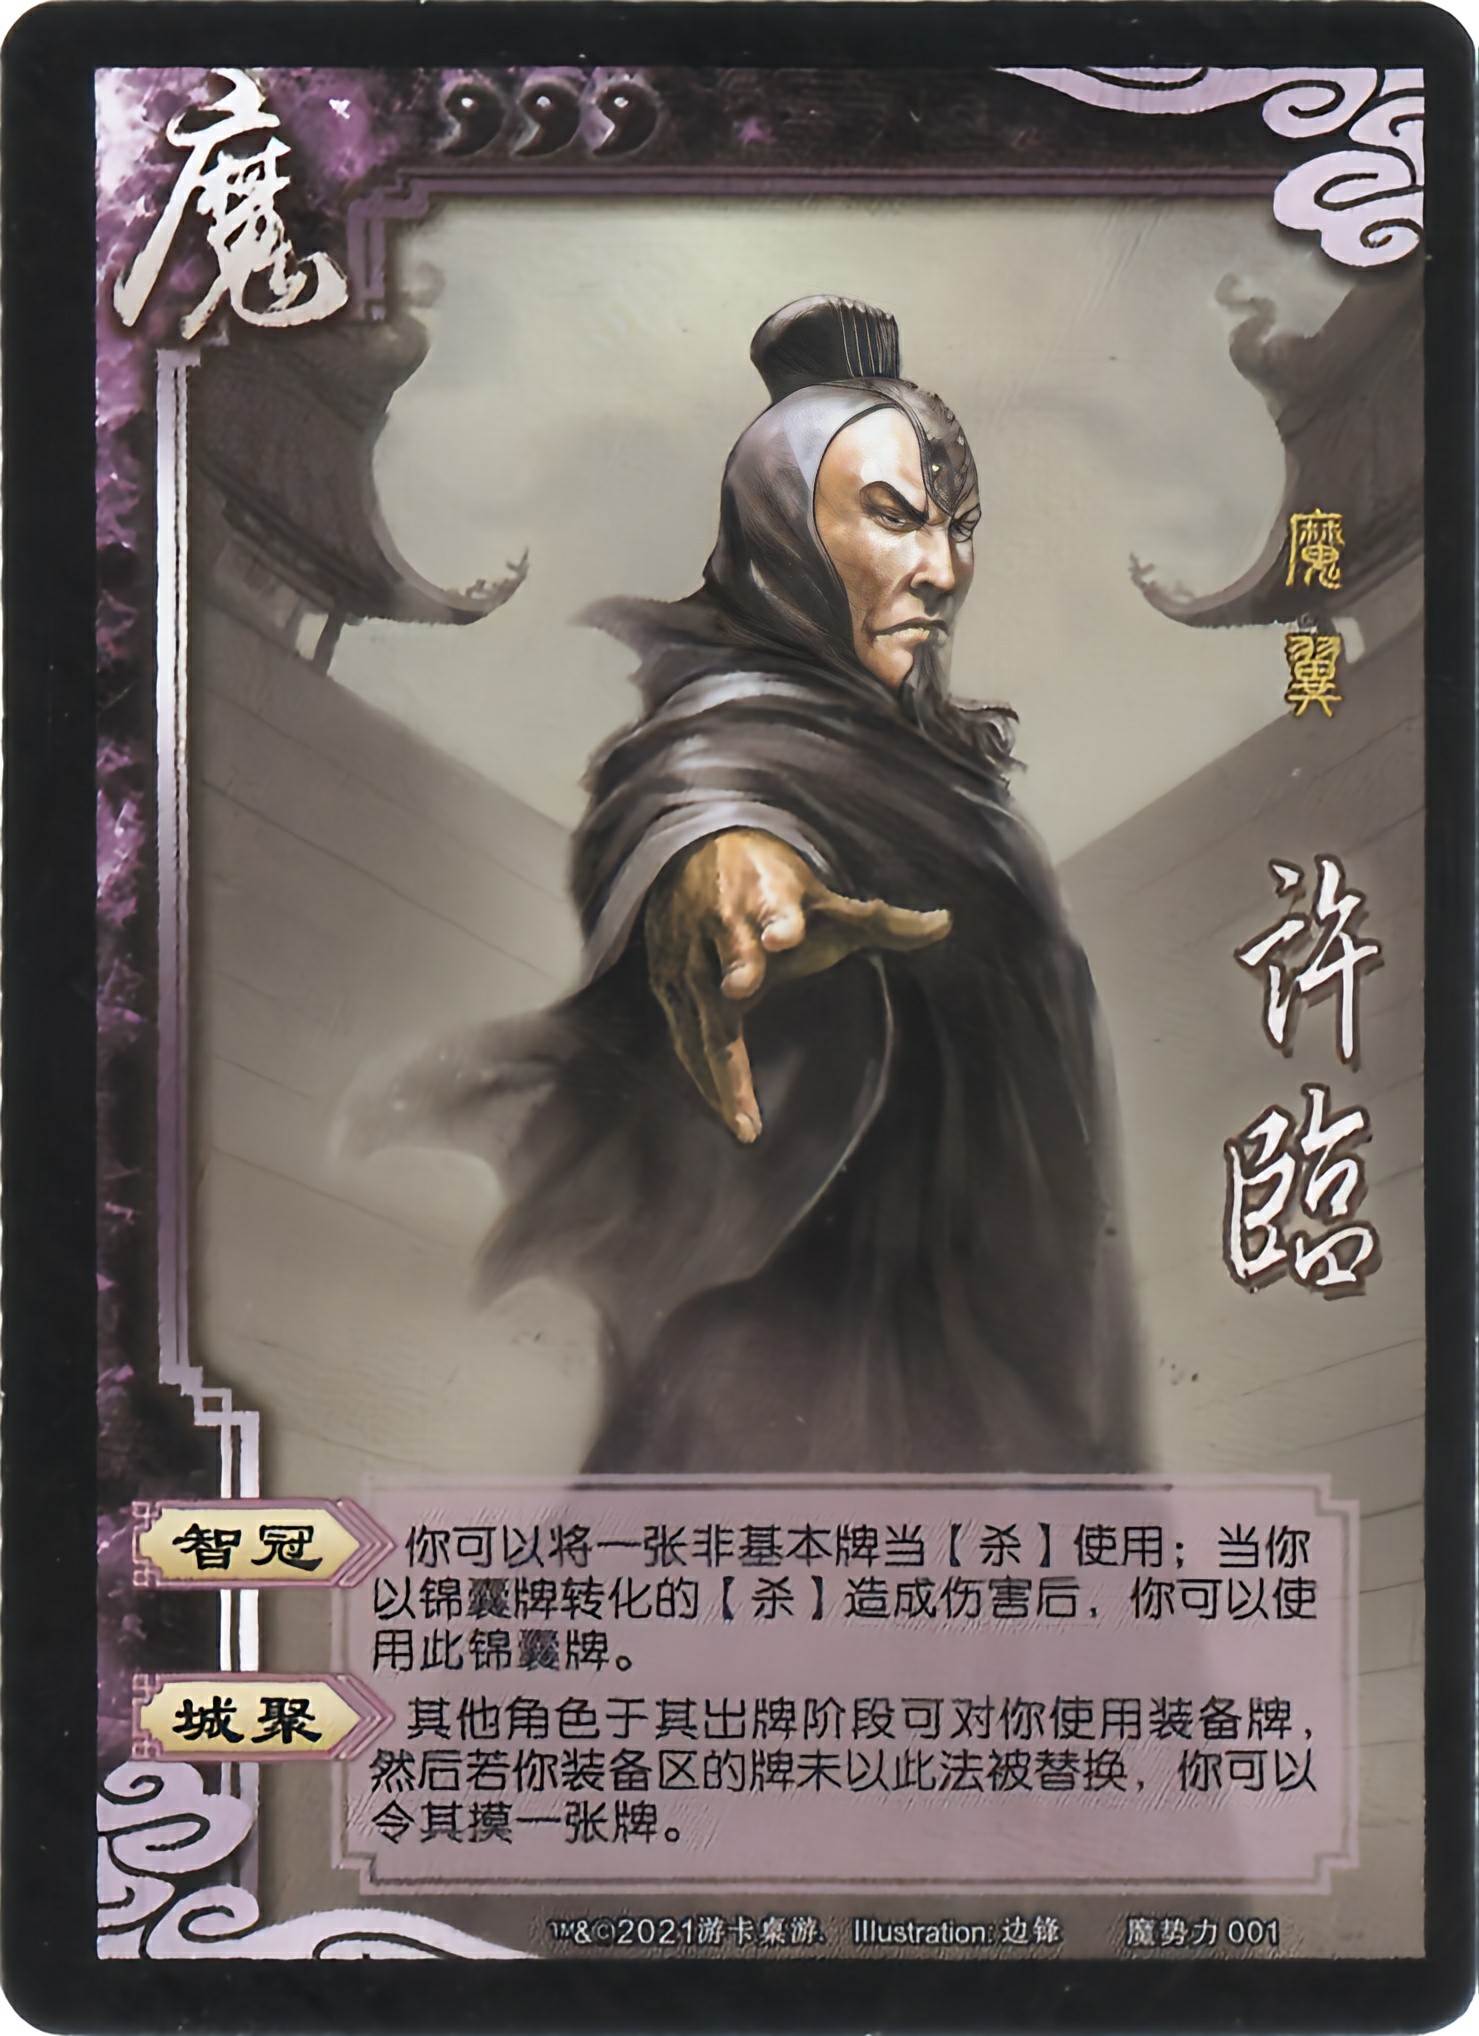 魔
魔翼
許臨
智冠
你可以将一张非基本牌当【杀】使用；当你
以锦囊牌转化的【杀】造成伤害后，你可以使
用此锦囊牌。
城聚
其他角色于其出牌阶段可对你使用装备牌，
然后若你装备区的牌未以此法被替换，你可以
令其摸一张牌。
™&©2021游卡桌游. Illustration: 边锋 魔势力 001